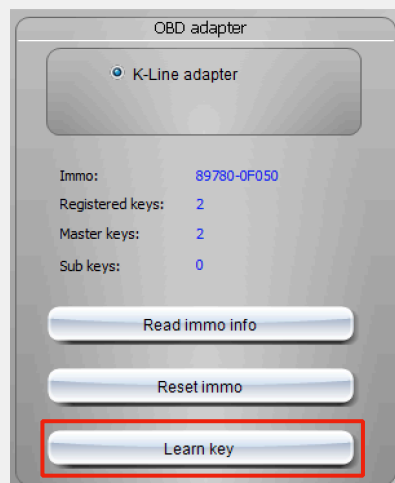 OBD adapter
K-Line adapter
Immo: 89780-0F050
Registered keys: 2
Master keys: 2
Sub keys: 0
Read immo info
Reset immo
Learn key